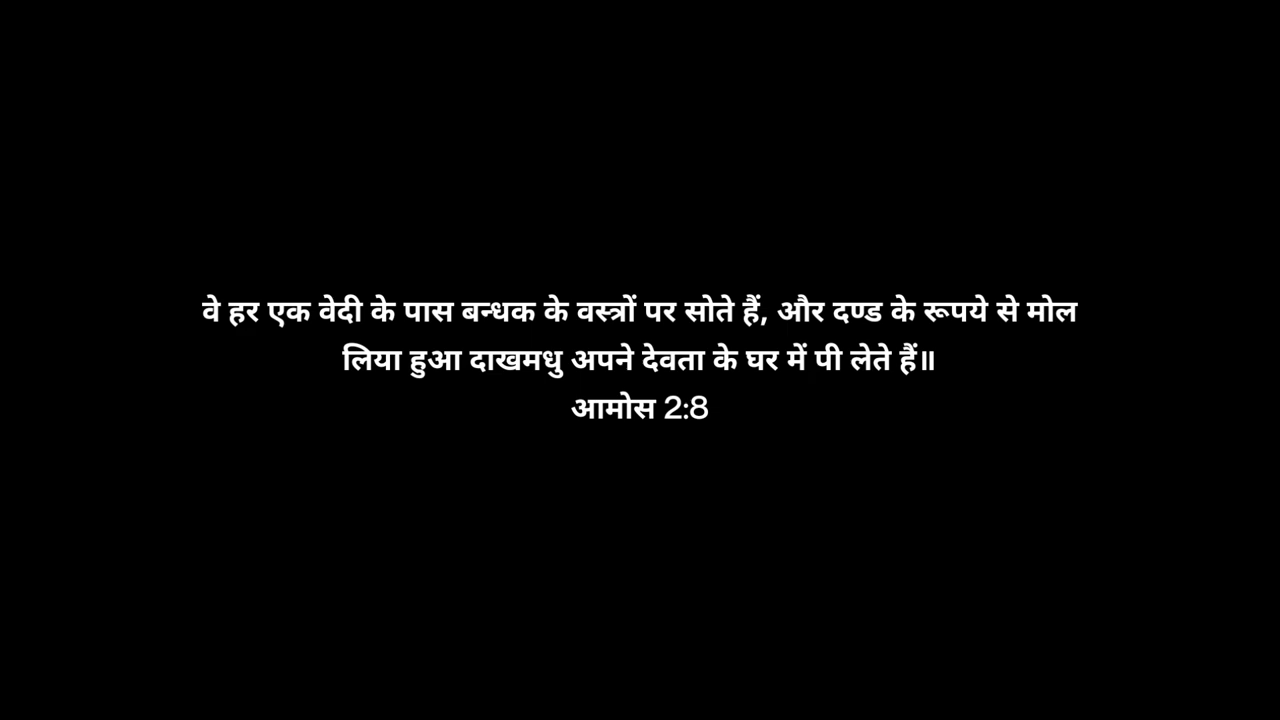 वे हर एक वेदी के पास बन्धक के वस्त्रों पर सोते हैं, और दण्ड के रूपये से मोल
लिया हुआ दाखमधु अपने देवता के घर में पी लेते हैं॥
आमोस 2:8